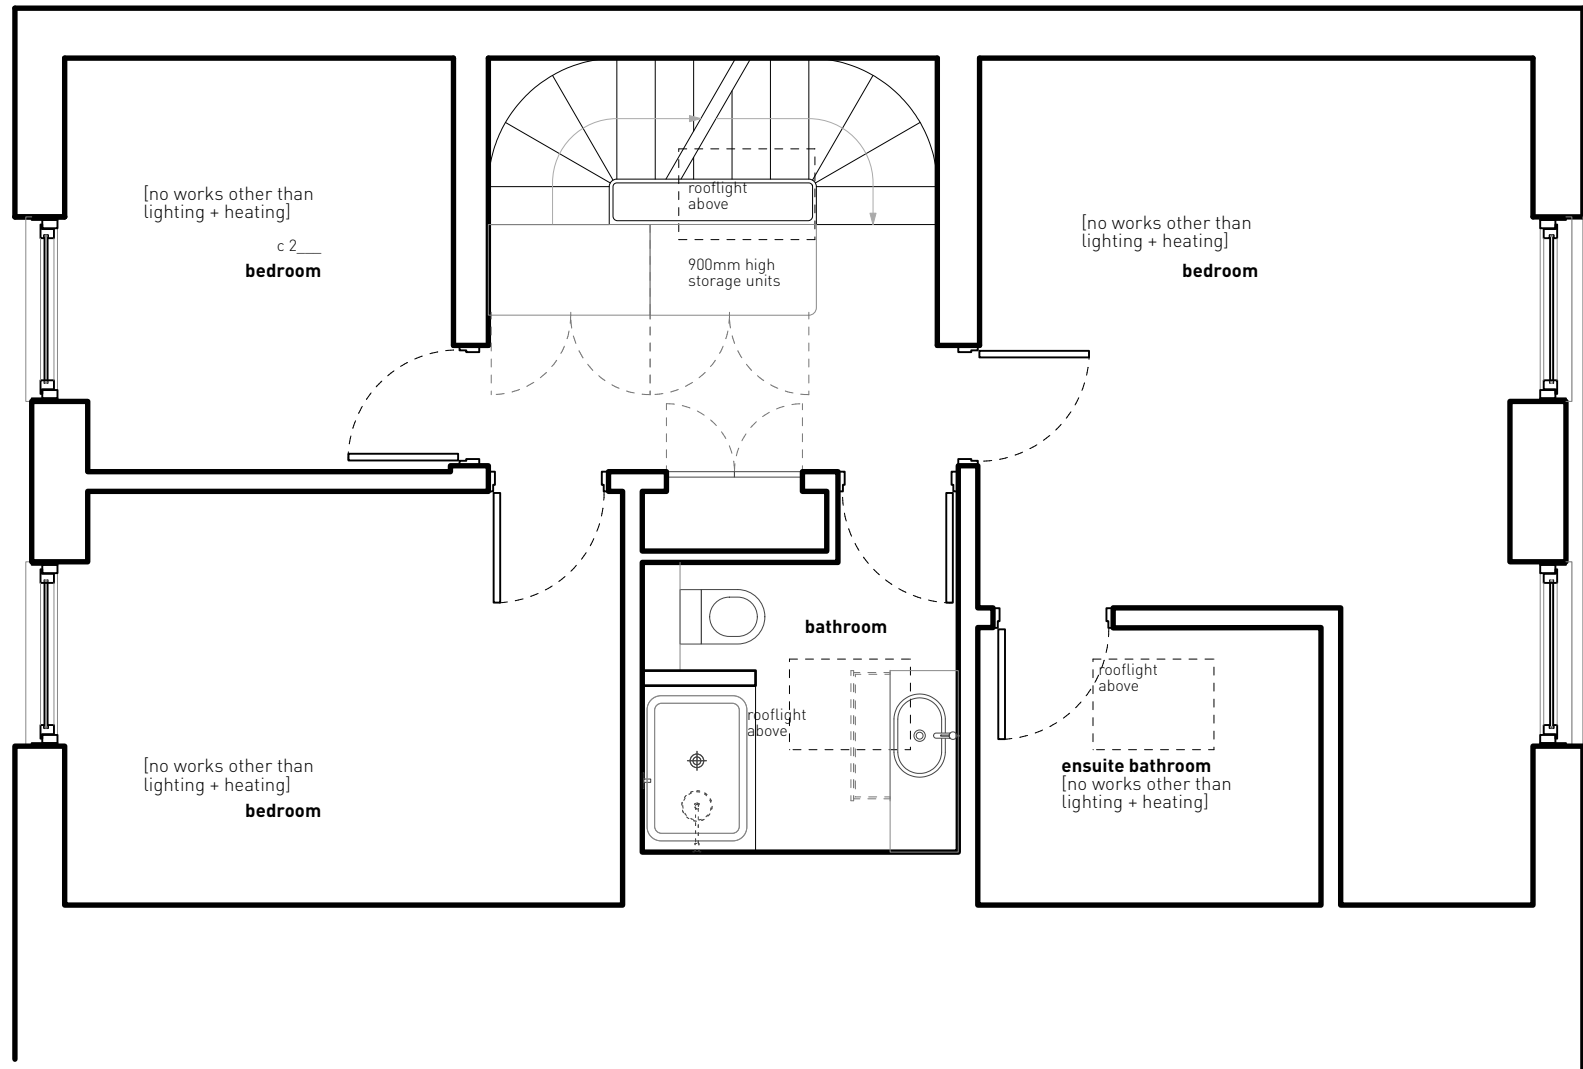 [no works other than
lighting + heating]
c 2___
bedroom
rooflight
above
900mm high
storage units
[no works other than
lighting + heating]
bedroom
bathroom
rooflight
above
rooflight
above
ensuite bathroom
[no works other than
lighting + heating]
[no works other than
lighting + heating]
bedroom